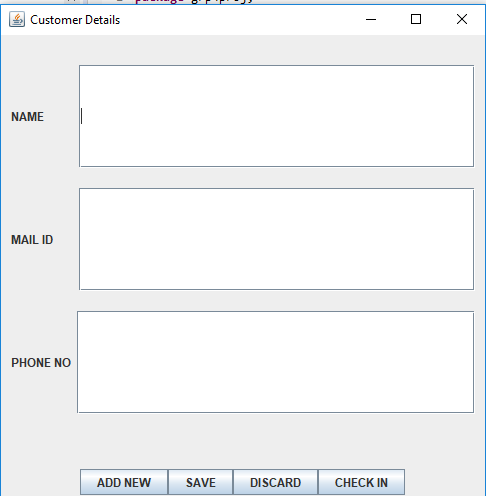 Customer Details
NAME
MAIL ID
PHONE NO
ADD NEW SAVE DISCARD CHECK IN